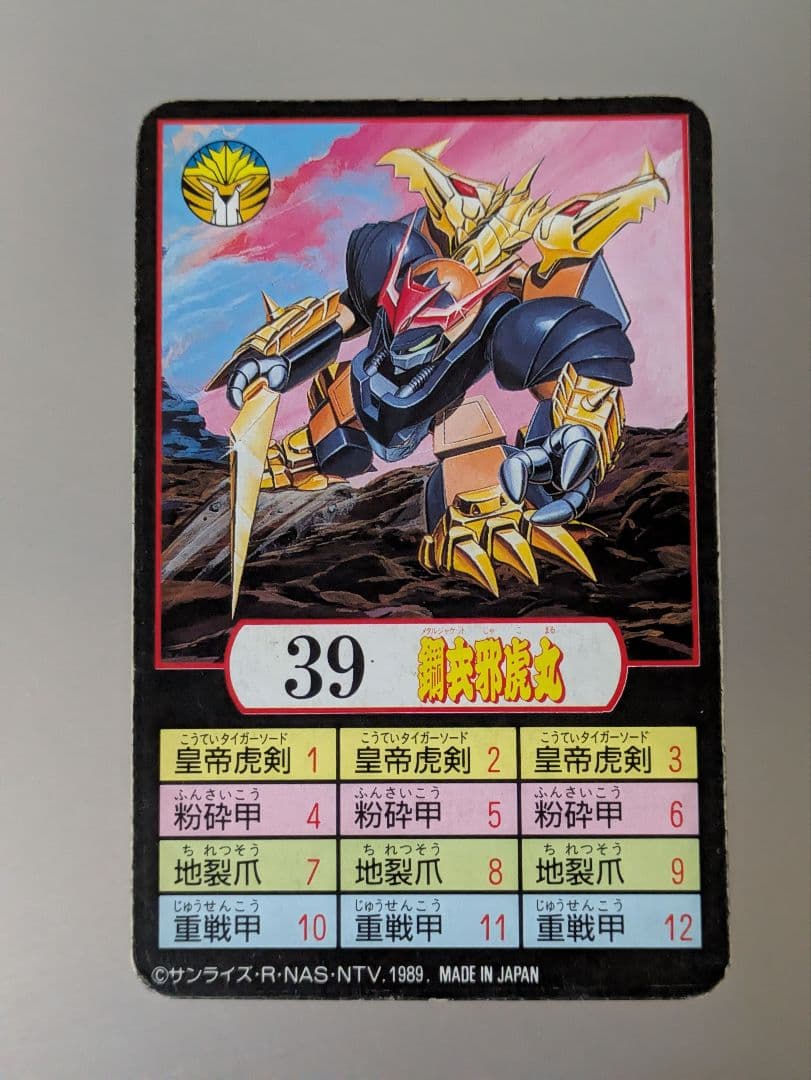 メタルジャケット じゃ こ まる
39 鋼衣邪虎丸
こうていタイガーソード こうていタイガーソード こうていタイガーソード
皇帝虎剣 1 皇帝虎剣 2 皇帝虎剣 3
ふんさいこう ふんさいこう ふんさいこう
粉砕甲 4 粉砕甲 5 粉砕甲 6
ち れつそう ち れつそう ち れつそう
地裂爪 7 地裂爪 8 地裂爪 9
じゅうせんこう じゅうせんこう じゅうせんこう
重戦甲 10 重戦甲 11 重戦甲 12
©サンライズ・R・NAS・NTV. 1989. MADE IN JAPAN